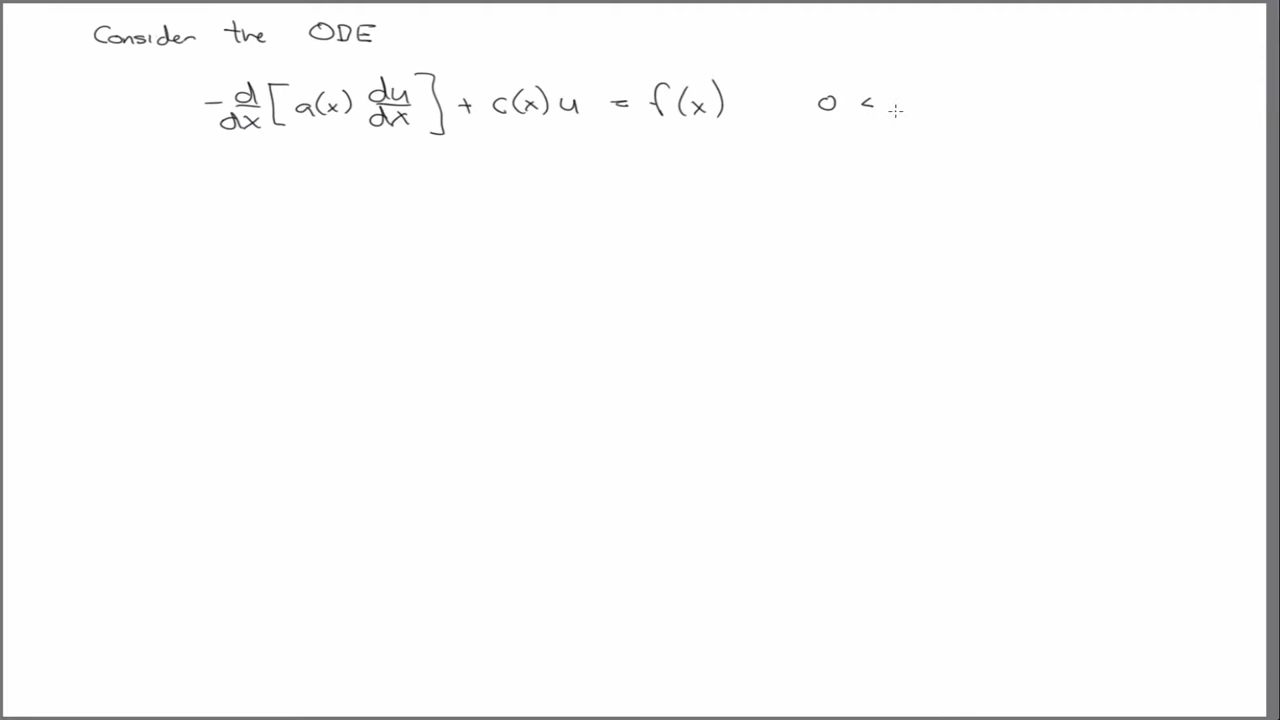 Consider the ODE
-d/dx [a(x) du/dx] + c(x)u = f(x) 0 <